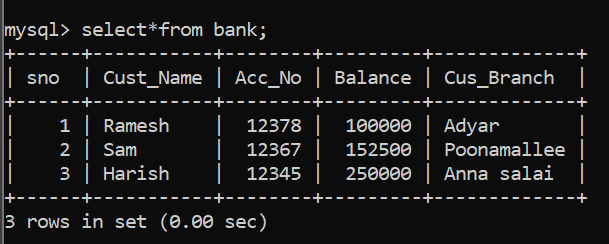 mysql> select*from bank;
+------+-----------+--------+---------+-------------+
| sno  | Cust_Name | Acc_No | Balance | Cus_Branch  |
+------+-----------+--------+---------+-------------+
|    1 | Ramesh    |  12378 |  100000 | Adyar       |
|    2 | Sam       |  12367 |  152500 | Poonamallee |
|    3 | Harish    |  12345 |  250000 | Anna salai  |
+------+-----------+--------+---------+-------------+
3 rows in set (0.00 sec)